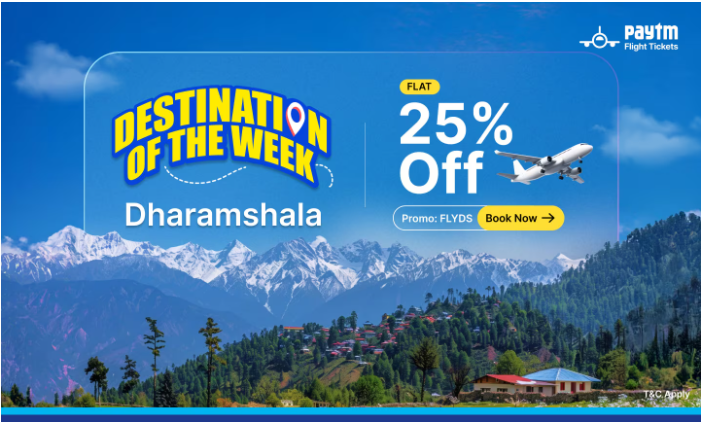 paytm
Flight Tickets
DESTINATION
OF THE WEEK
Dharamshala
FLAT
25%
Off
Promo: FLYDS
Book Now →
T&C Apply